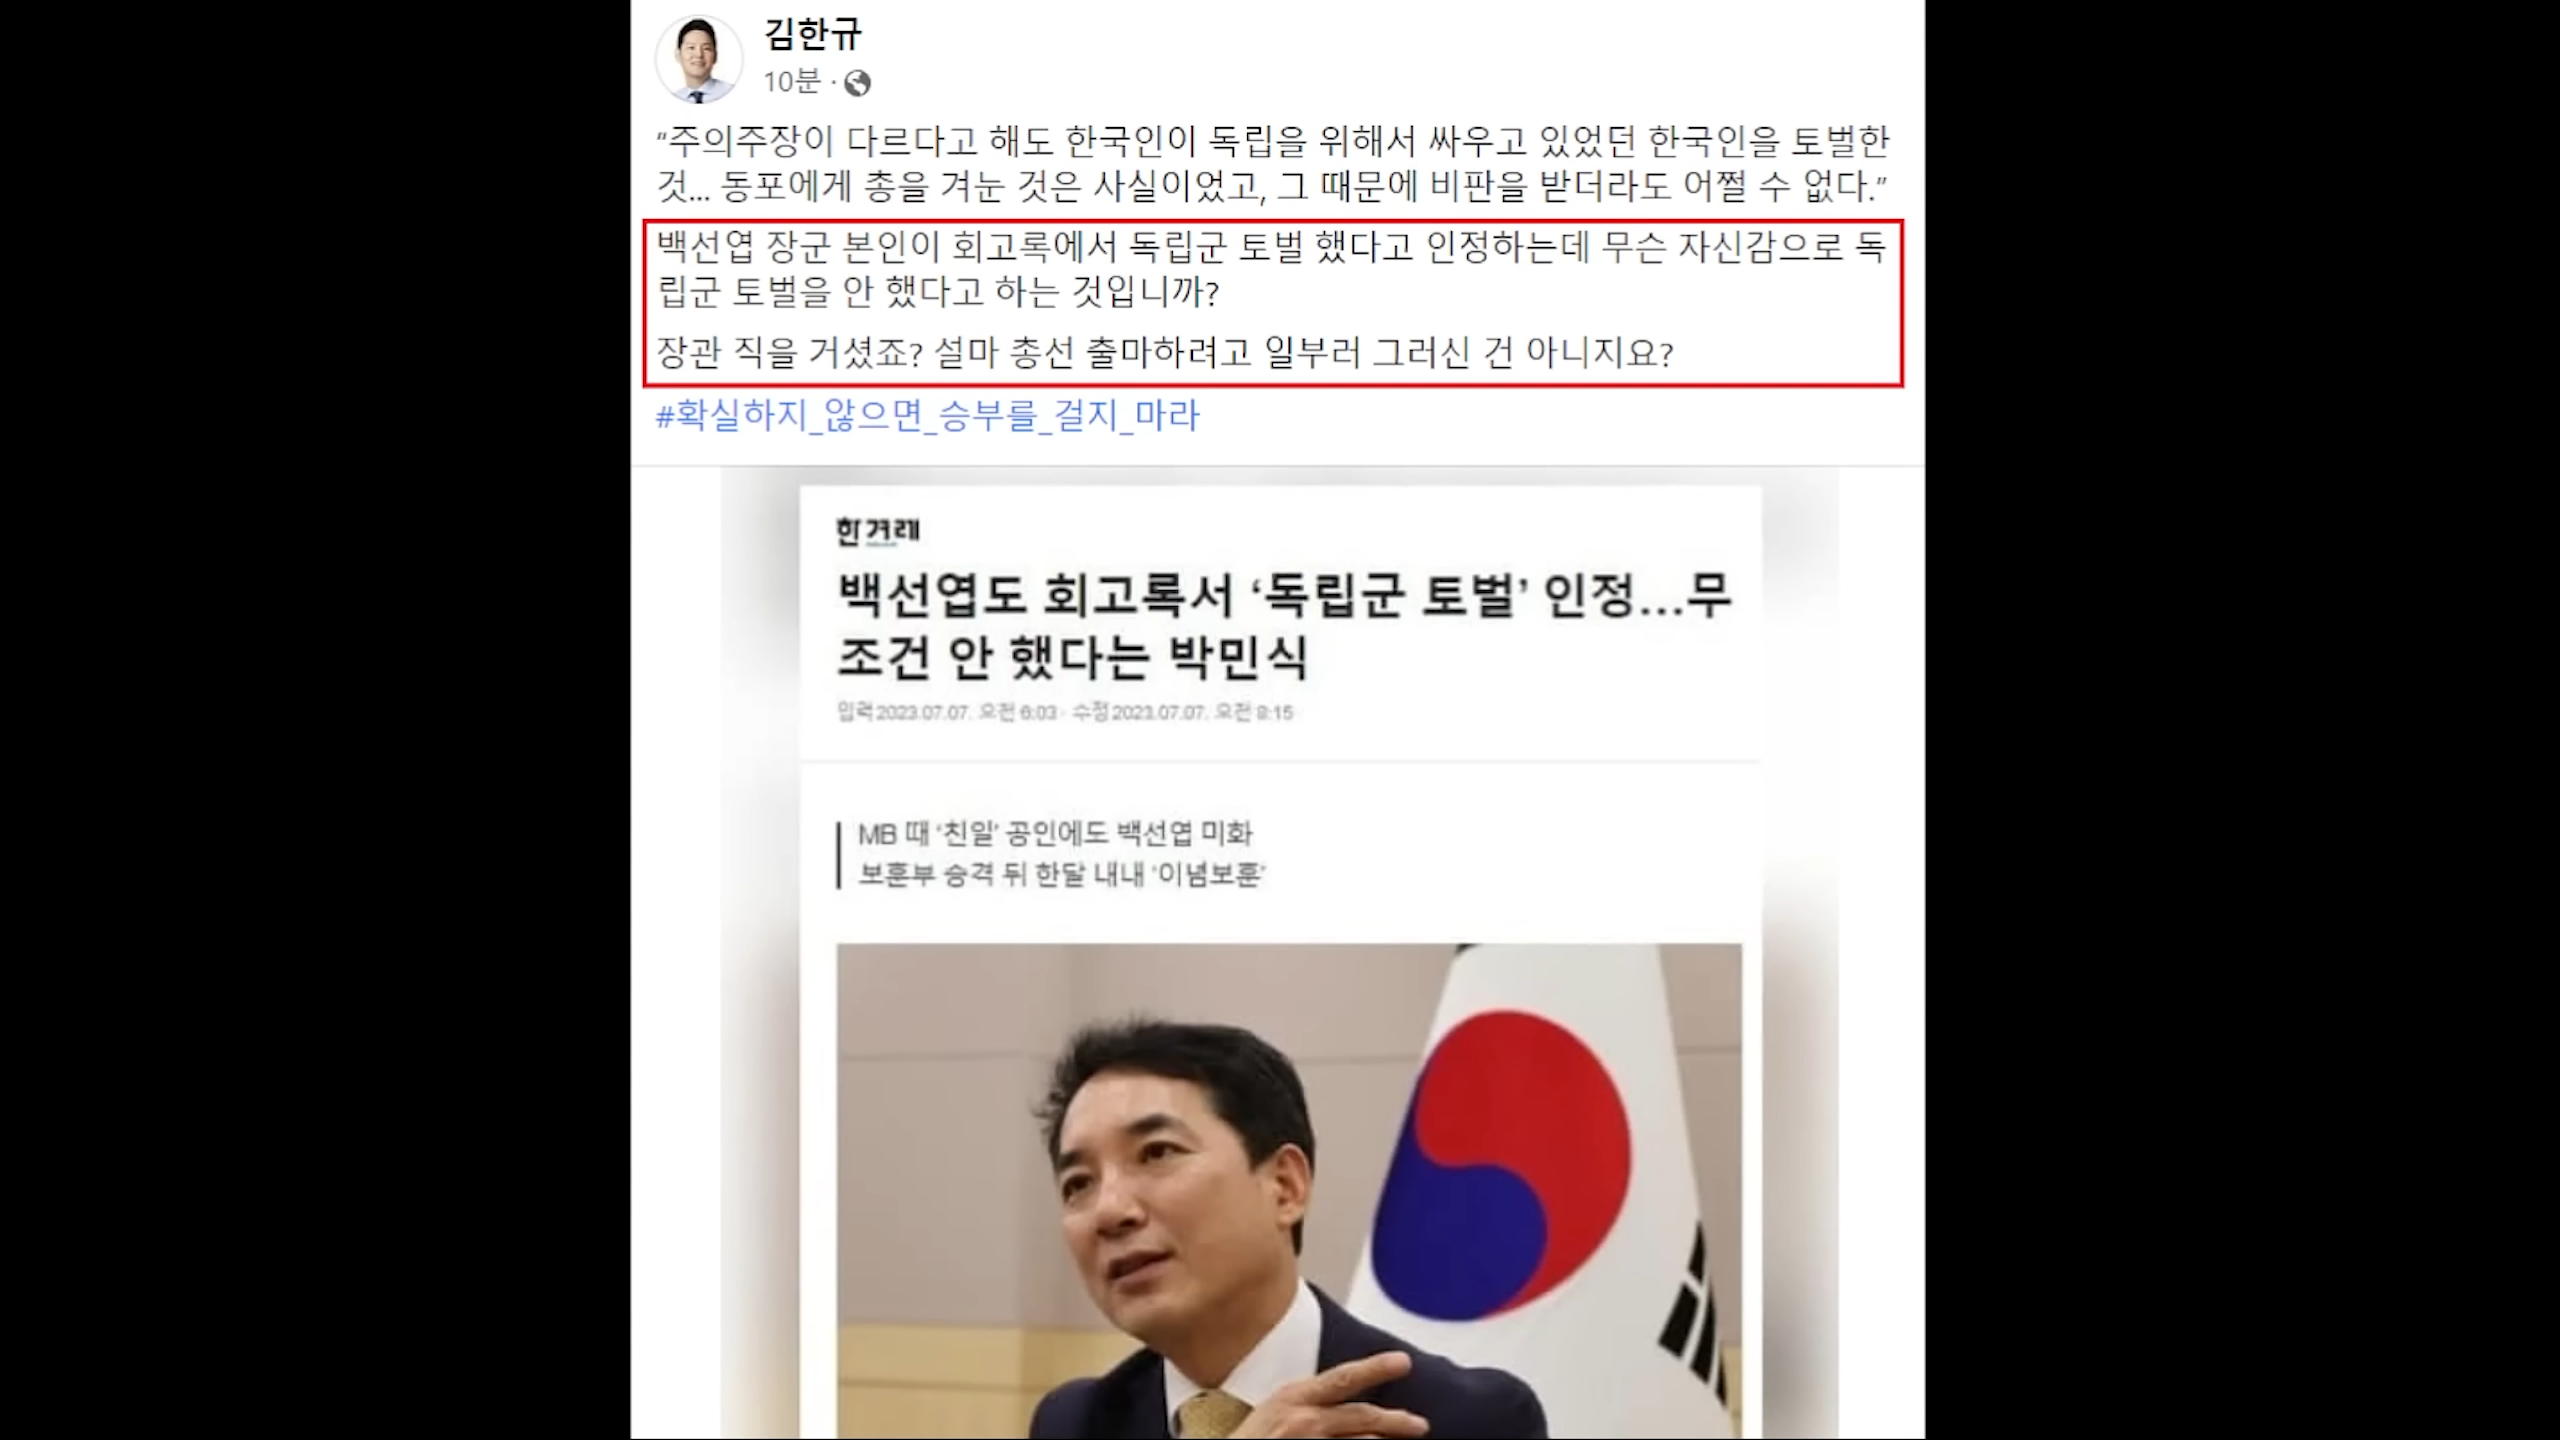 김한규
10분 ·
“주의주장이 다르다고 해도 한국인이 독립을 위해서 싸우고 있었던 한국인을 토벌한
것... 동포에게 총을 겨눈 것은 사실이었고, 그 때문에 비판을 받더라도 어쩔 수 없다.”
백선엽 장군 본인이 회고록에서 독립군 토벌 했다고 인정하는데 무슨 자신감으로 독
립군 토벌을 안 했다고 하는 것입니까?
장관 직을 거셨죠? 설마 총선 출마하려고 일부러 그러신 건 아니지요?
#확실하지_않으면_승부를_걸지_마라
한겨레
백선엽도 회고록서 ‘독립군 토벌’ 인정...무
조건 안 했다는 박민식
입력 2023.07.07. 오전 6:03 · 수정 2023.07.07. 오전 8:15
MB 때 ‘친일’ 공인에도 백선엽 미화
보훈부 승격 뒤 한달 내내 ‘이념보훈’